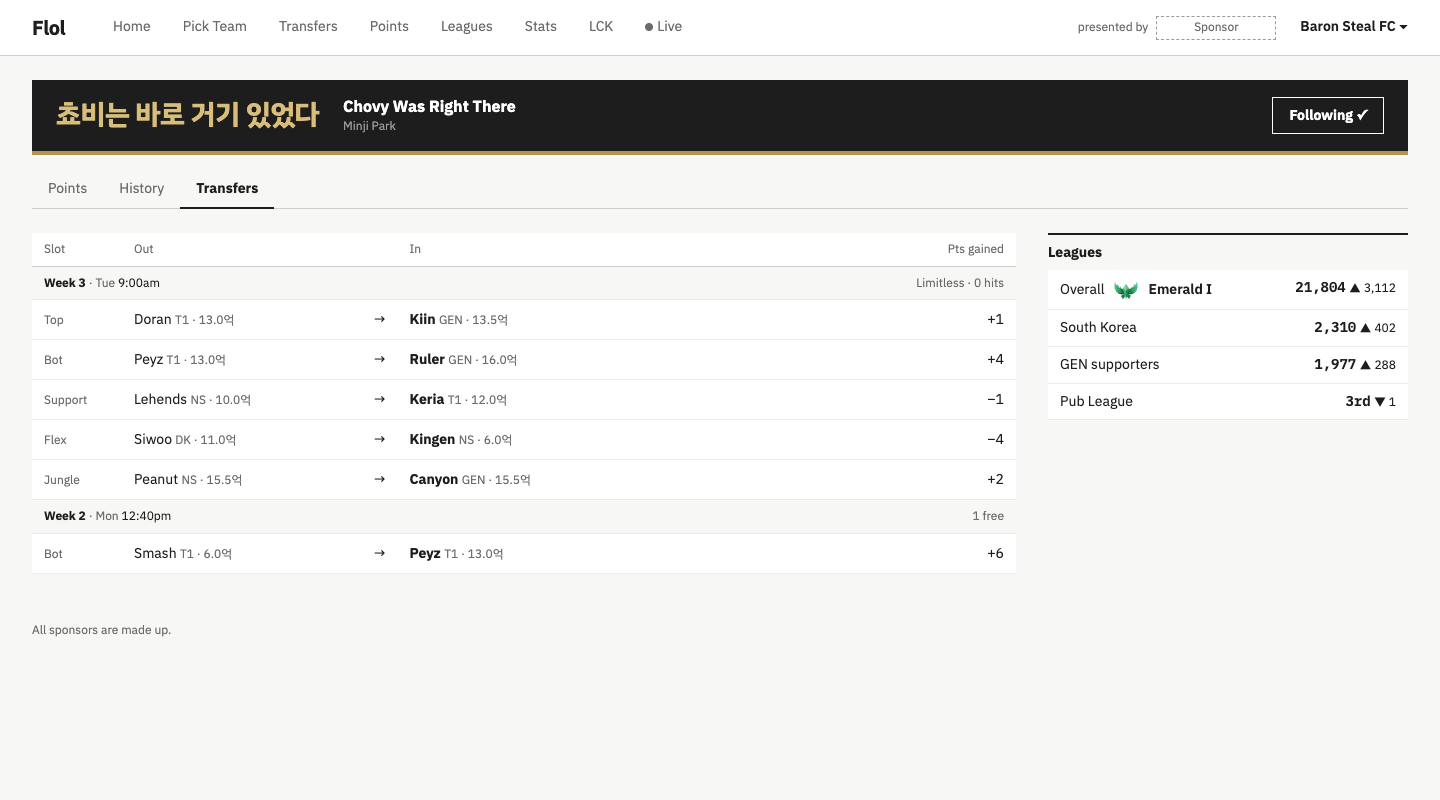 Flol Home Pick Team Transfers Points Leagues Stats LCK Live presented by Sponsor Baron Steal FC
쵸비는 바로 거기 있었다 Chovy Was Right There
Minji Park
Following ✓
Points History Transfers
Slot Out In Pts gained
Week 3 · Tue 9:00am Limitless · 0 hits
Top Doran T1 · 13.0억 → Kiin GEN · 13.5억 +1
Bot Peyz T1 · 13.0억 → Ruler GEN · 16.0억 +4
Support Lehends NS · 10.0억 → Keria T1 · 12.0억 −1
Flex Siwoo DK · 11.0억 → Kingen NS · 6.0억 −4
Jungle Peanut NS · 15.5억 → Canyon GEN · 15.5억 +2
Week 2 · Mon 12:40pm 1 free
Bot Smash T1 · 6.0억 → Peyz T1 · 13.0억 +6
Leagues
Overall Emerald I 21,804 ▲ 3,112
South Korea 2,310 ▲ 402
GEN supporters 1,977 ▲ 288
Pub League 3rd ▼ 1
All sponsors are made up.